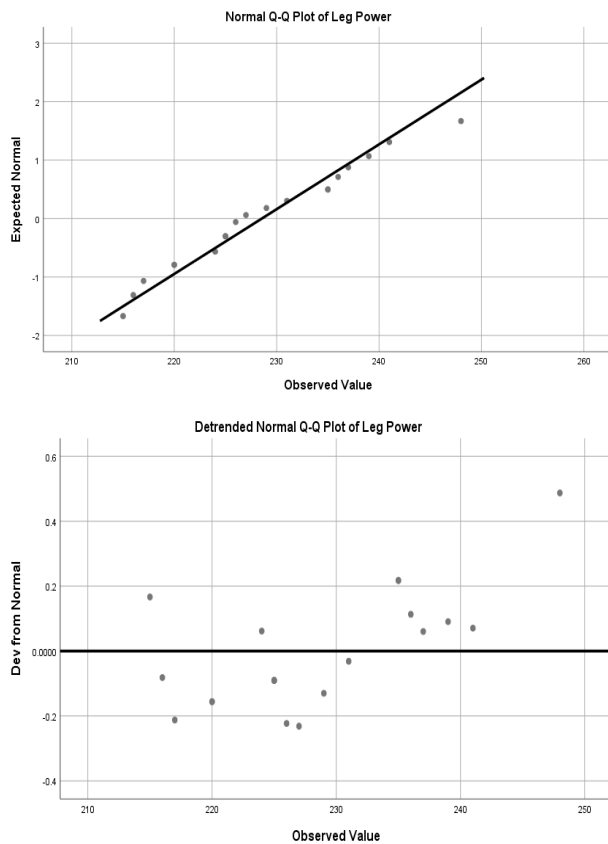 Normal Q-Q Plot of Leg Power
3
2
1
0
-1
-2
Expected Normal
210 220 230 240 250 260
Observed Value
Detrended Normal Q-Q Plot of Leg Power
0.6
0.4
0.2
0.0000
-0.2
-0.4
Dev from Normal
210 220 230 240 250
Observed Value